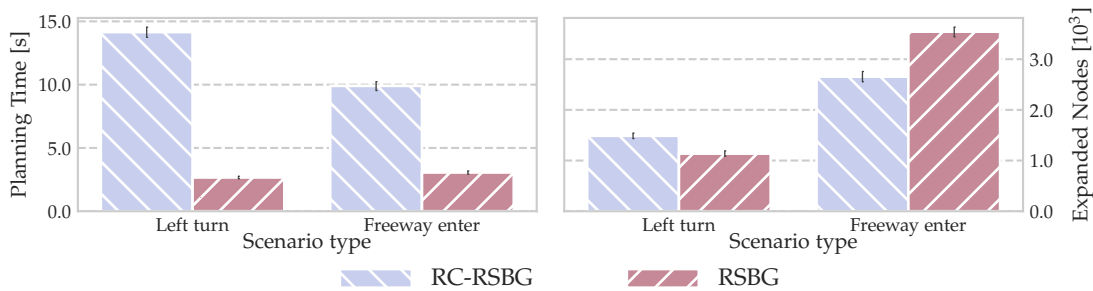 Planning Time [s]
15.0
10.0
5.0
0.0
Left turn
Freeway enter
Scenario type
Expanded Nodes [10³]
3.0
2.0
1.0
0.0
Left turn
Freeway enter
Scenario type
RC-RSBG
RSBG